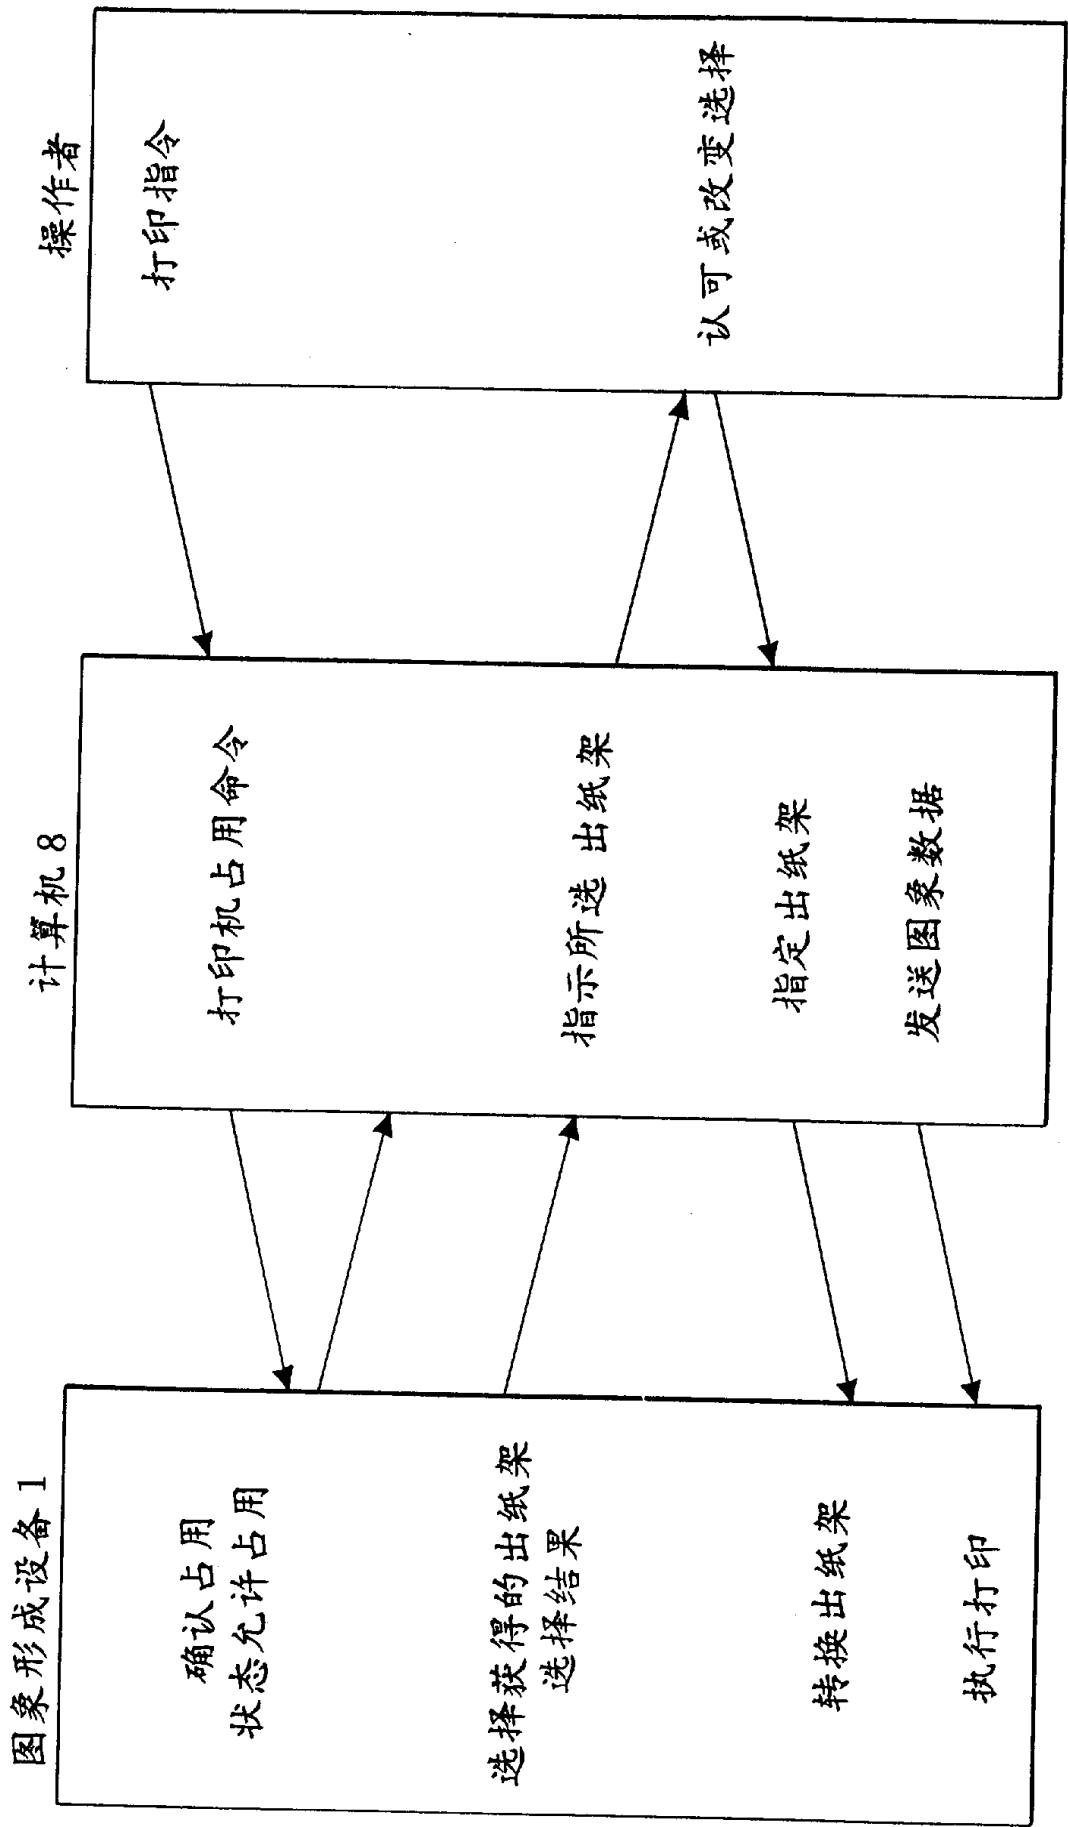 图象形成设备1
确认占用
状态允许占用
选择获得的出纸架
选择结果
转换出纸架
执行打印
计算机8
打印机占用命令
指示所选 出纸架
指定出纸架
发送图象数据
操作者
打印指令
认可或改变选择